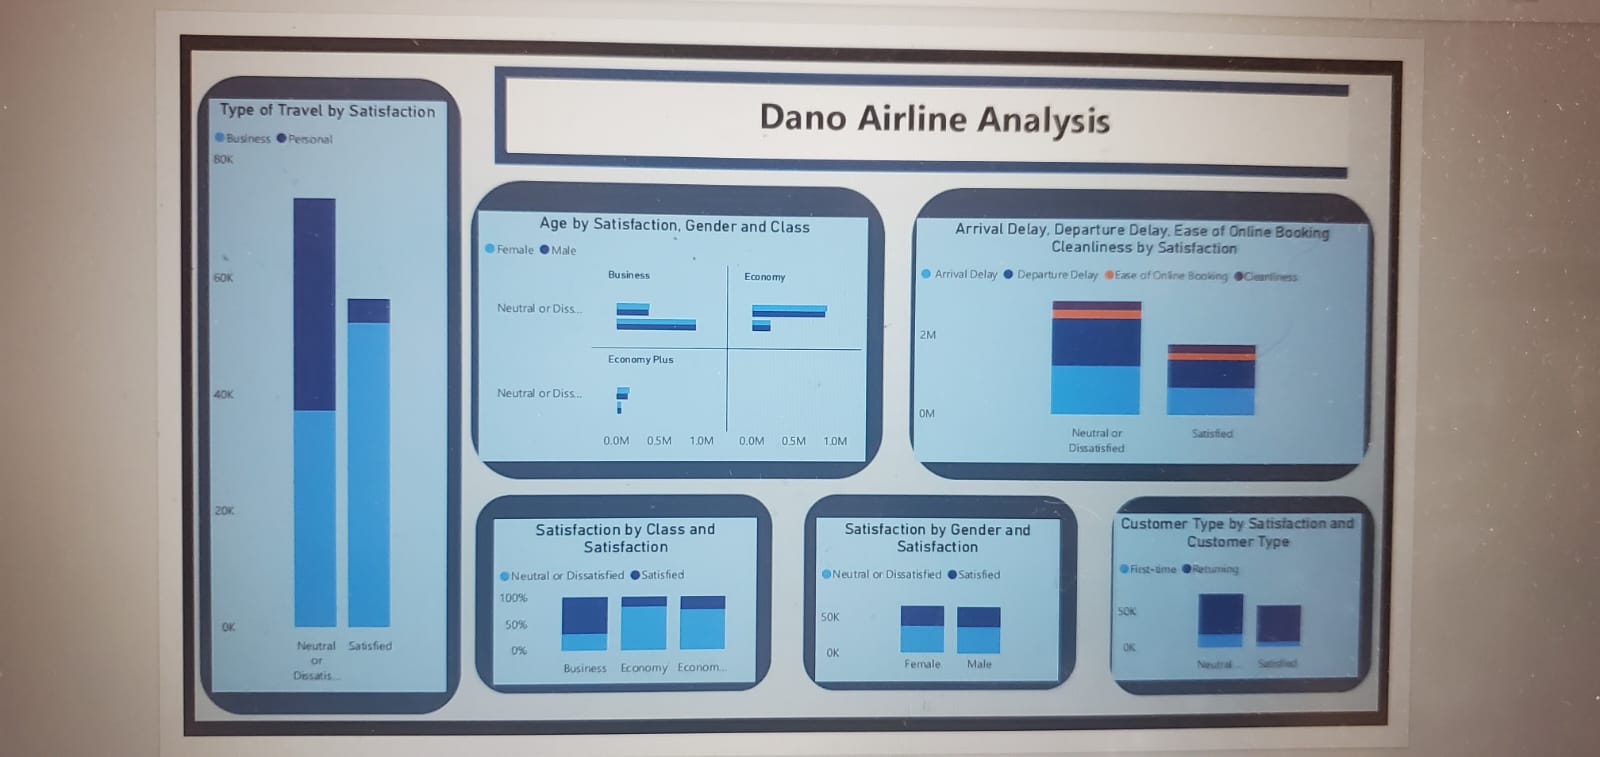 Dano Airline Analysis
Type of Travel by Satisfaction
Business Personal
80K
60K
40K
20K
0K
Neutral
or
Dissatis...
Satisfied
Age by Satisfaction, Gender and Class
Female Male
Business
Economy
Neutral or Diss...
Economy Plus
Neutral or Diss...
0.0M 0.5M 1.0M 0.0M 0.5M 1.0M
Arrival Delay, Departure Delay, Ease of Online Booking
Cleanliness by Satisfaction
Arrival Delay Departure Delay Ease of Online Booking Cleanliness
2M
0M
Neutral or
Dissatisfied
Satisfied
Satisfaction by Class and
Satisfaction
Neutral or Dissatisfied Satisfied
100%
50%
0%
Business Economy Econom...
Satisfaction by Gender and
Satisfaction
Neutral or Dissatisfied Satisfied
50K
0K
Female Male
Customer Type by Satisfaction and
Customer Type
First-time Returning
50K
0K
Neutral... Satisfied